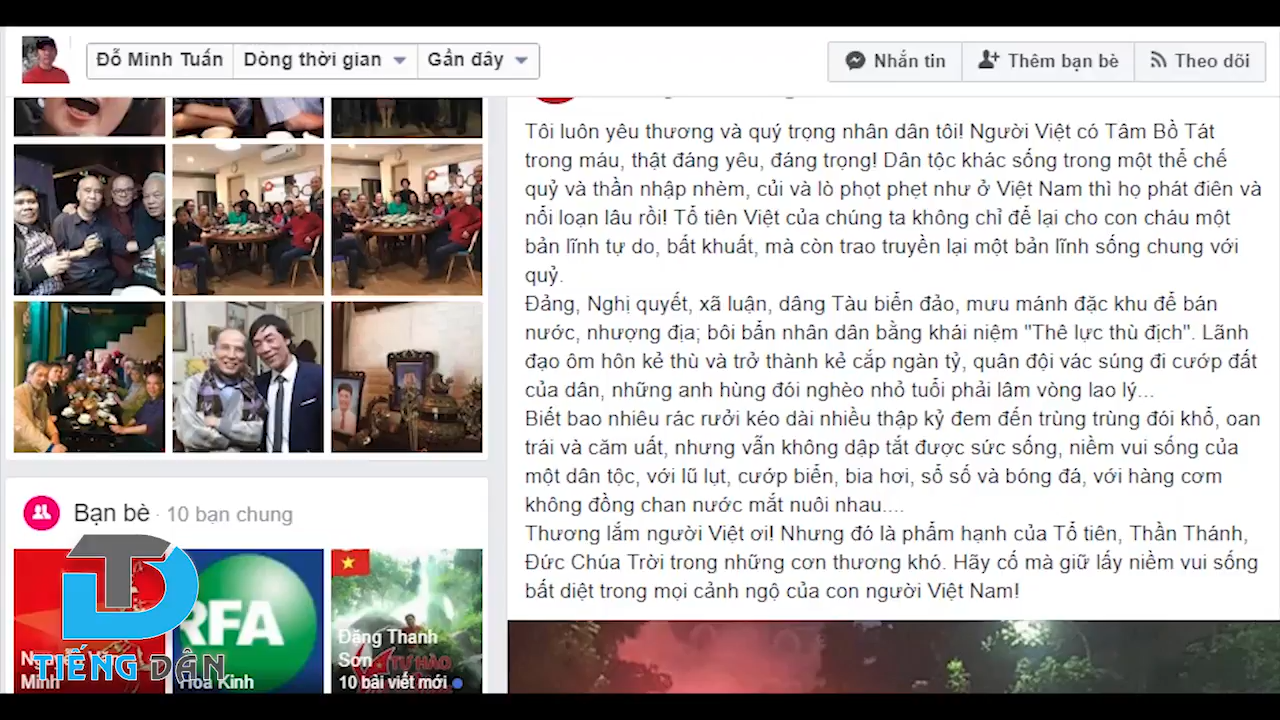 Đỗ Minh Tuấn
Dòng thời gian
Gần đây
Nhắn tin
Thêm bạn bè
Theo dõi
Tôi luôn yêu thương và quý trọng nhân dân tôi! Người Việt có Tâm Bồ Tát
trong máu, thật đáng yêu, đáng trọng! Dân tộc khác sống trong một thể chế
quỷ và thần nhập nhèm, củi và lò phọt phẹt như ở Việt Nam thì họ phát điên và
nổi loạn lâu rồi! Tổ tiên Việt của chúng ta không chỉ để lại cho con cháu một
bản lĩnh tự do, bất khuất, mà còn trao truyền lại một bản lĩnh sống chung với
quỷ.
Đảng, Nghị quyết, xã luận, dâng Tàu biển đảo, mưu mánh đặc khu để bán
nước, nhượng địa; bôi bẩn nhân dân bằng khái niệm "Thê lực thù địch". Lãnh
đạo ôm hôn kẻ thù và trở thành kẻ cắp ngàn tỷ, quân đội vác súng đi cướp đất
của dân, những anh hùng đói nghèo nhỏ tuổi phải lâm vòng lao lý...
Biết bao nhiêu rác rưởi kéo dài nhiều thập kỷ đem đến trùng trùng đói khổ, oan
trái và căm uất, nhưng vẫn không dập tắt được sức sống, niềm vui sống của
một dân tộc, với lũ lụt, cướp biển, bia hơi, sổ số và bóng đá, với hàng cơm
không đồng chan nước mắt nuôi nhau....
Thương lắm người Việt ơi! Nhưng đó là phẩm hạnh của Tổ tiên, Thần Thánh,
Đức Chúa Trời trong những cơn thương khó. Hãy cố mà giữ lấy niềm vui sống
bất diệt trong mọi cảnh ngộ của con người Việt Nam!
Bạn bè · 10 bạn chung
RFA
Hoa Kinh
Đặng Thanh
Sơn
TỰ HÀO
10 bài viết mới
Minh
TD
TIẾNG DÂN